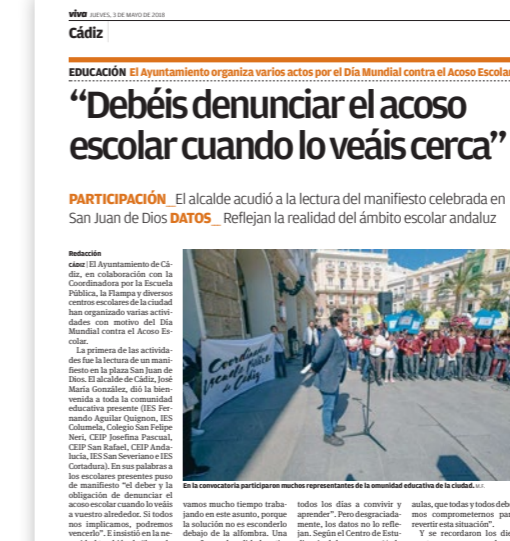 viva JUEVES, 3 DE MAYO DE 2018
Cádiz
EDUCACIÓN El Ayuntamiento organiza varios actos por el Día Mundial contra el Acoso Escolar
“Debéis denunciar el acoso
escolar cuando lo veáis cerca”
PARTICIPACIÓN_El alcalde acudió a la lectura del manifiesto celebrada en
San Juan de Dios DATOS_ Reflejan la realidad del ámbito escolar andaluz
Redacción
CÁDIZ | El Ayuntamiento de Cá-
diz, en colaboración con la
Coordinadora por la Escuela
Pública, la Flampa y diversos
centros escolares de la ciudad
han organizado varias activi-
dades con motivo del Día
Mundial contra el Acoso Es-
colar.
La primera de las activida-
des fue la lectura de un mani-
fiesto en la plaza San Juan de
Dios. El alcalde de Cádiz, José
María González, dió la bien-
venida a toda la comunidad
educativa presente (IES Fer-
nando Aguilar Quignon, IES
Columela, Colegio San Felipe
Neri, CEIP Josefina Pascual,
CEIP San Rafael, CEIP Anda-
lucía, IES San Severiano e IES
Cortadura). En sus palabras a
los escolares presentes puso
de manifiesto “el deber y la
obligación de denunciar el
acoso escolar cuando lo veáis
a vuestro alrededor. Si todos
nos implicamos, podremos
vencerlo”. E insistió en la ne-
Coordinadora
Escuela Pública
de Cádiz
En la convocatoria participaron muchos representantes de la omunidad educativa de la ciudad. M.F.
vamos mucho tiempo traba-
jando en este asunto, porque
la solución no es esconderlo
debajo de la alfombra. Una
todos los días a convivir y
aprender”. Pero desgraciada-
mente, los datos no lo refle-
jan. Según el Centro de Estu-
aulas, que todas y todos debe-
mos comprometernos para
revertir esta situación”.
Y se recordaron los